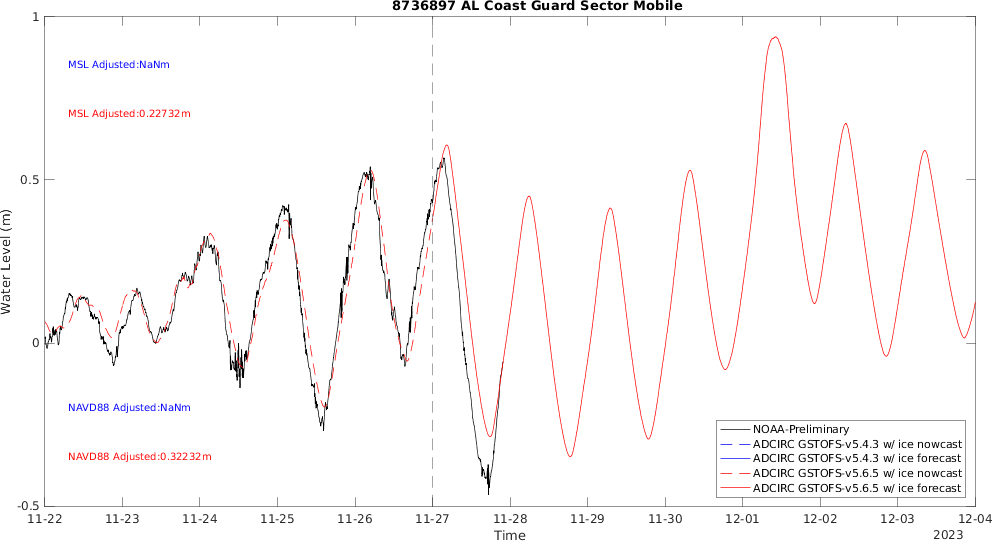 8736897 AL Coast Guard Sector Mobile
1
MSL Adjusted:NaNm
MSL Adjusted:0.22732m
0.5
Water Level (m)
0
NAVD88 Adjusted:NaNm
NAVD88 Adjusted:0.32232m
NOAA-Preliminary
ADCIRC GSTOFS-v5.4.3 w/ ice nowcast
ADCIRC GSTOFS-v5.4.3 w/ ice forecast
ADCIRC GSTOFS-v5.6.5 w/ ice nowcast
ADCIRC GSTOFS-v5.6.5 w/ ice forecast
-0.5
11-22 11-23 11-24 11-25 11-26 11-27 11-28 11-29 11-30 12-01 12-02 12-03 12-04
Time
2023